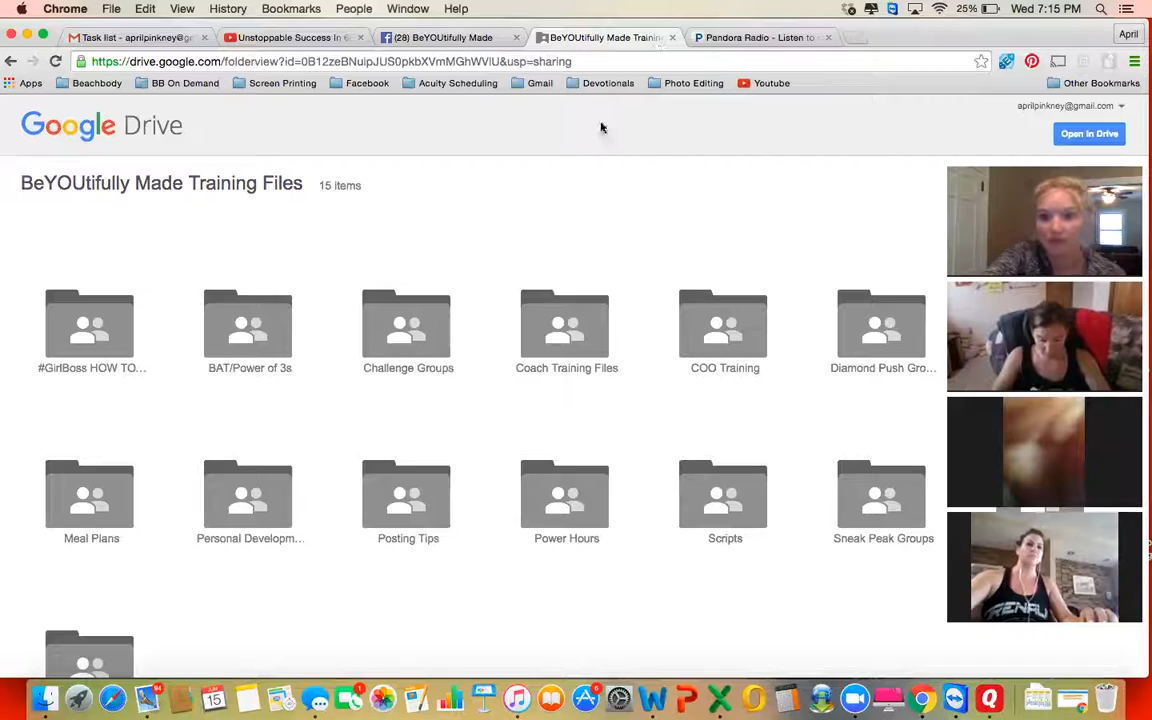 Chrome File Edit View History Bookmarks People Window Help 25% Wed 7:15 PM
Task list - aprilpinkney@g Unstoppable Success In 6 (28) BeYOUtifully Made BeYOUtifully Made Trainin Pandora Radio - Listen to April
https://drive.google.com/folderview?id=0B12zeBNuipJUS0pkbXVmMGhWVlU&usp=sharing
Apps Beachbody BB On Demand Screen Printing Facebook Acuity Scheduling Gmail Devotionals Photo Editing Youtube Other Bookmarks
aprilpinkney@gmail.com
Google Drive
Open in Drive
BeYOUtifully Made Training Files 15 items
#GirlBoss HOW TO... BAT/Power of 3s Challenge Groups Coach Training Files COO Training Diamond Push Gro...
Meal Plans Personal Developm... Posting Tips Power Hours Scripts Sneak Peak Groups